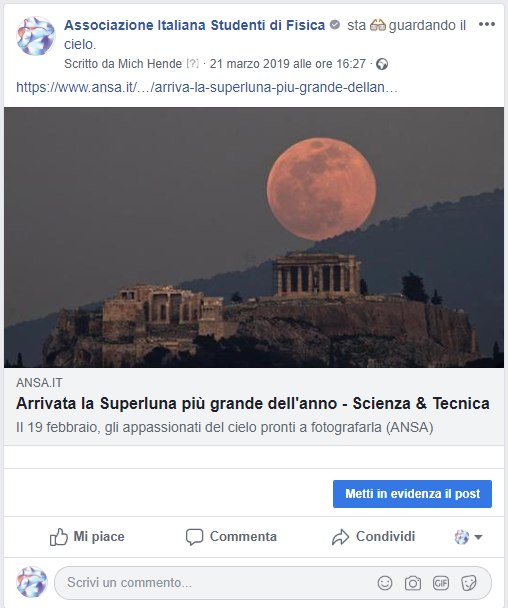 Associazione Italiana Studenti di Fisica sta guardando il
cielo.
Scritto da Mich Hende [?] · 21 marzo 2019 alle ore 16:27 ·
https://www.ansa.it/…/arriva-la-superluna-piu-grande-dellan…
ANSA.IT
Arrivata la Superluna più grande dell'anno - Scienza & Tecnica
Il 19 febbraio, gli appassionati del cielo pronti a fotografarla (ANSA)
Metti in evidenza il post
Mi piace Commenta Condividi
Scrivi un commento... GIF